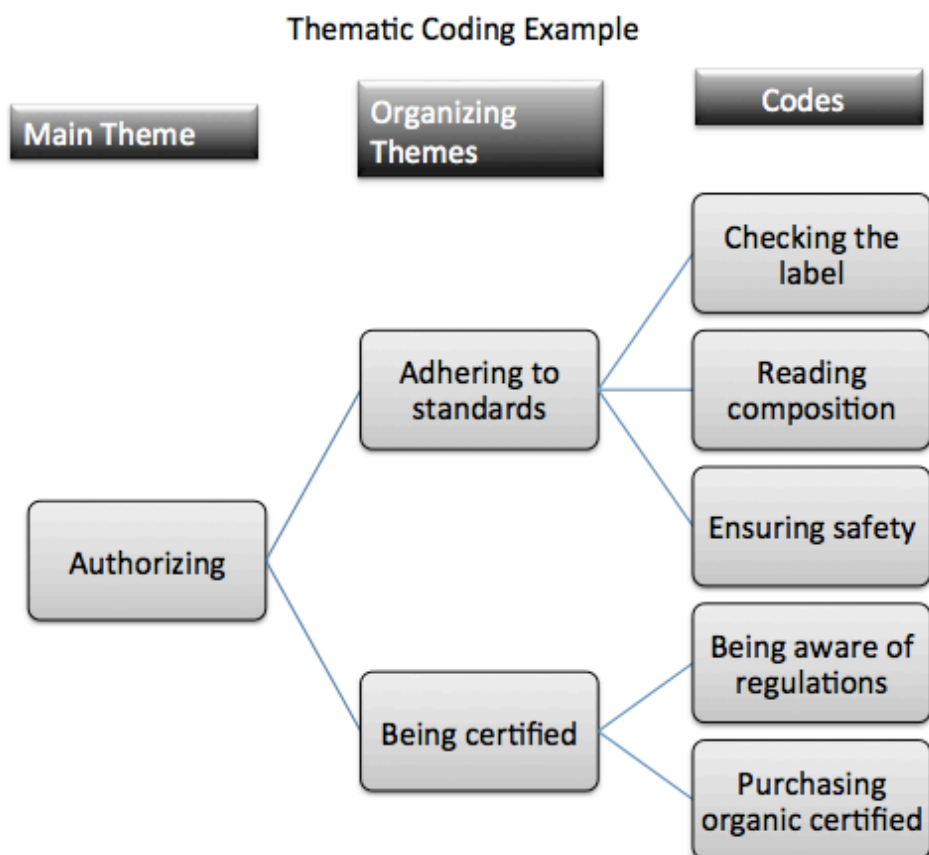 Thematic Coding Example
Main Theme
Organizing
Themes
Codes
Checking the
label
Adhering to
standards
Reading
composition
Ensuring safety
Authorizing
Being aware of
regulations
Being certified
Purchasing
organic certified